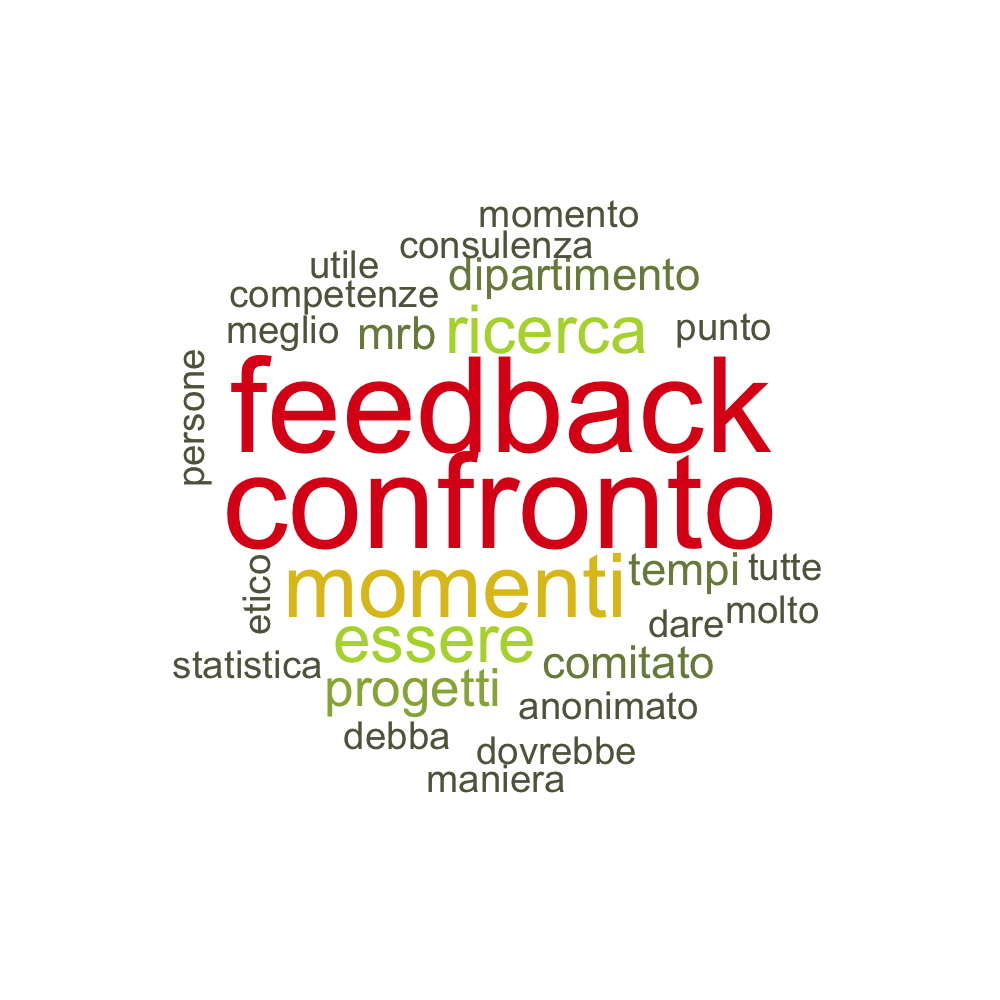 momento
consulenza
utile
dipartimento
competenze
meglio
mrb
ricerca
punto
persone
feedback
confronto
etico
momenti
tempi
tutte
dare
molto
essere
statistica
comitato
progetti
anonimato
debba
dovrebbe
maniera